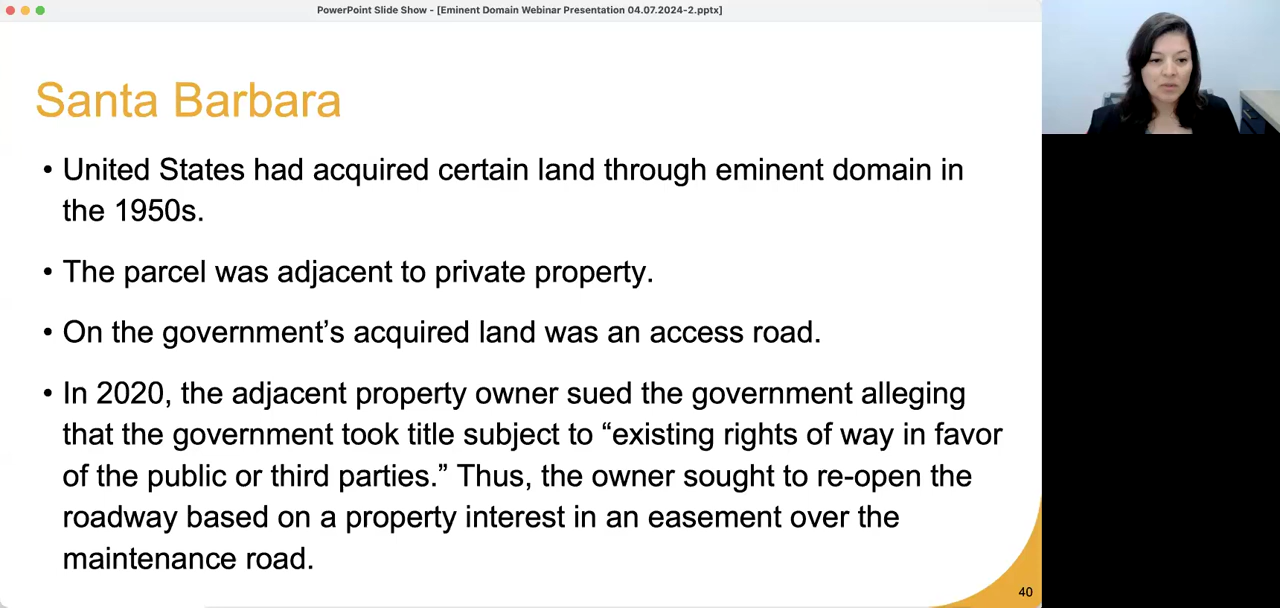 PowerPoint Slide Show - [Eminent Domain Webinar Presentation 04.07.2024-2.pptx]
Santa Barbara
• United States had acquired certain land through eminent domain in
the 1950s.
• The parcel was adjacent to private property.
• On the government’s acquired land was an access road.
• In 2020, the adjacent property owner sued the government alleging
that the government took title subject to “existing rights of way in favor
of the public or third parties.” Thus, the owner sought to re-open the
roadway based on a property interest in an easement over the
maintenance road.
40